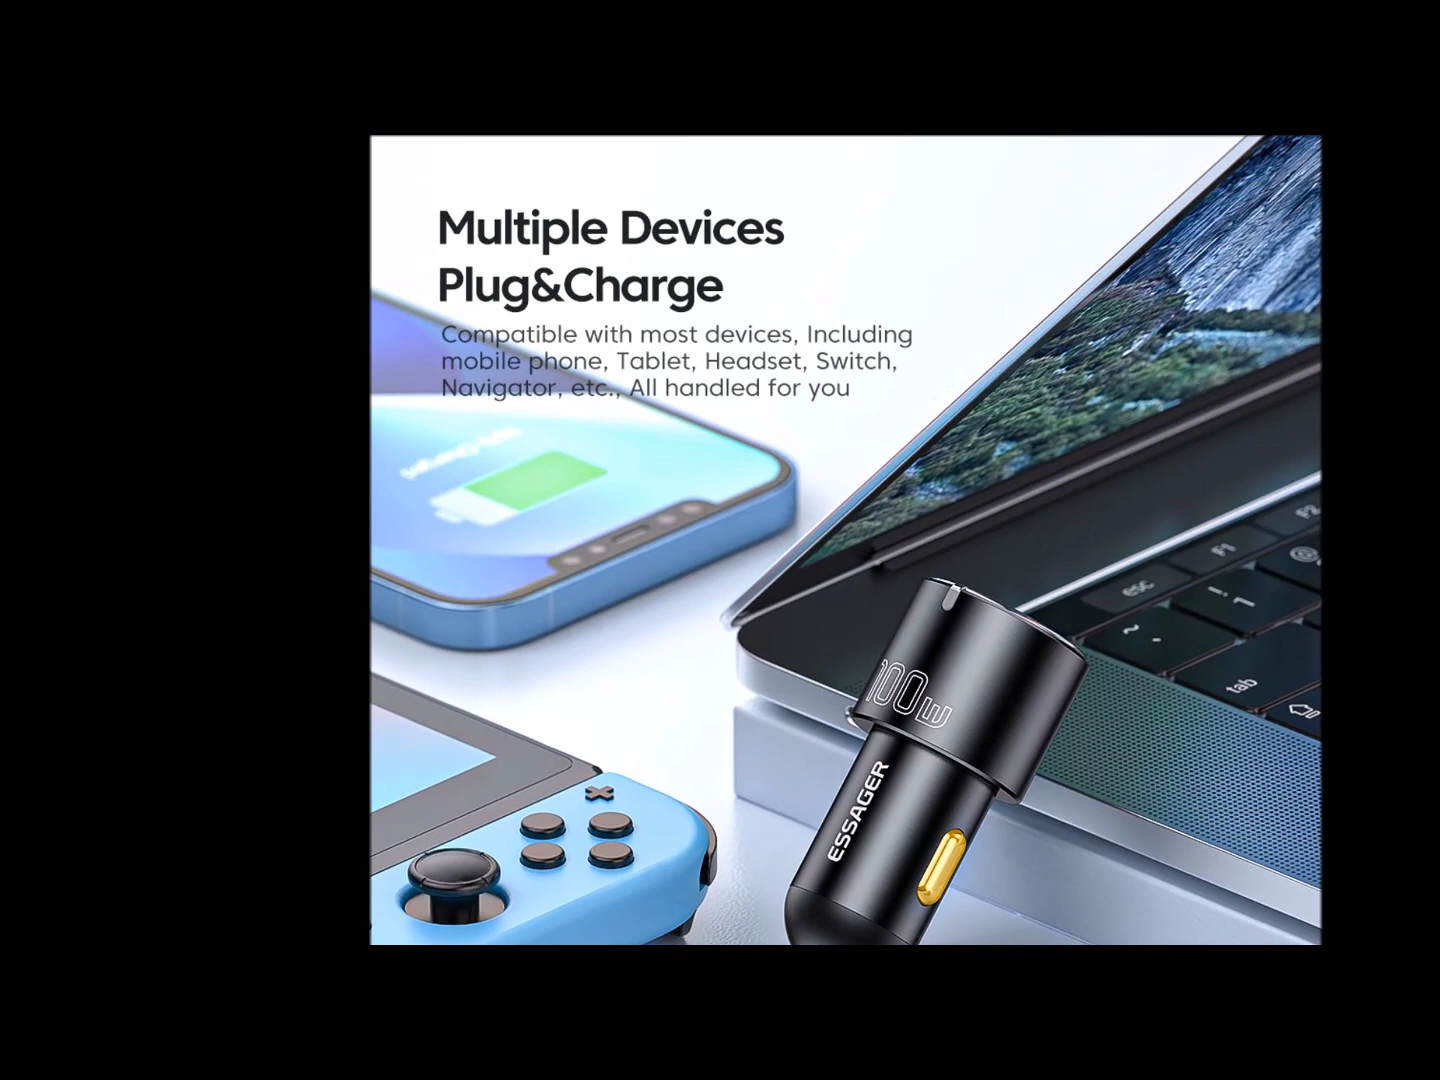 Multiple Devices
Plug&Charge
Compatible with most devices, Including
mobile phone, Tablet, Headset, Switch,
Navigator, etc., All handled for you
100W
ESSAGER
esc
F1
F2
tab